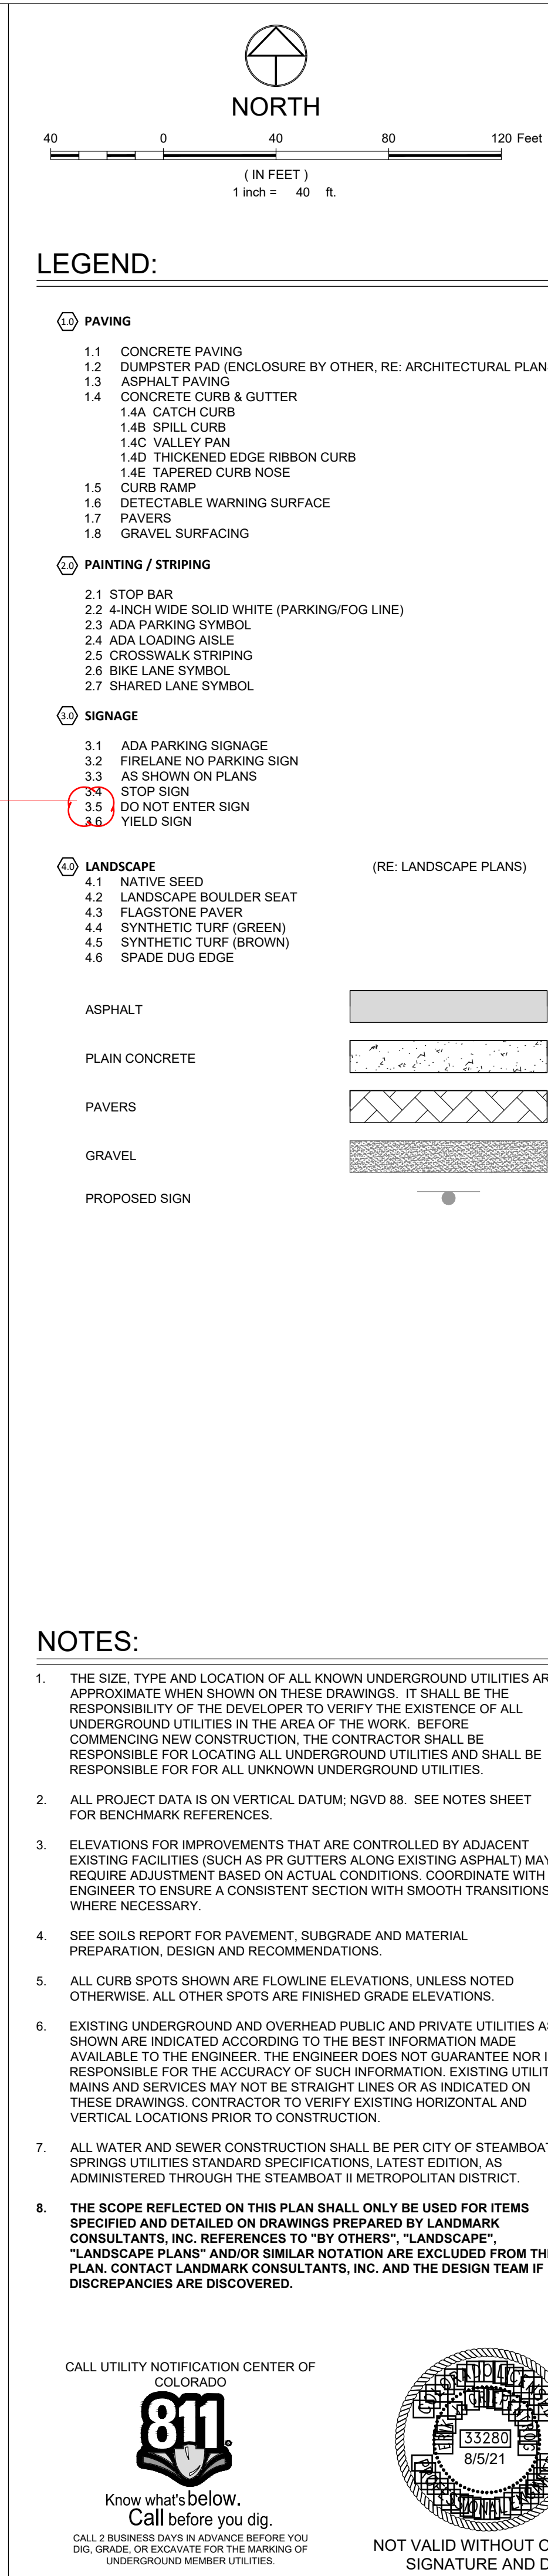 NORTH
40 0 40 80 120 Feet
( IN FEET )
1 inch = 40 ft.
LEGEND:
1.0 PAVING
1.1 CONCRETE PAVING
1.2 DUMPSTER PAD (ENCLOSURE BY OTHER, RE: ARCHITECTURAL PLAN
1.3 ASPHALT PAVING
1.4 CONCRETE CURB & GUTTER
1.4A CATCH CURB
1.4B SPILL CURB
1.4C VALLEY PAN
1.4D THICKENED EDGE RIBBON CURB
1.4E TAPERED CURB NOSE
1.5 CURB RAMP
1.6 DETECTABLE WARNING SURFACE
1.7 PAVERS
1.8 GRAVEL SURFACING
2.0 PAINTING / STRIPING
2.1 STOP BAR
2.2 4-INCH WIDE SOLID WHITE (PARKING/FOG LINE)
2.3 ADA PARKING SYMBOL
2.4 ADA LOADING AISLE
2.5 CROSSWALK STRIPING
2.6 BIKE LANE SYMBOL
2.7 SHARED LANE SYMBOL
3.0 SIGNAGE
3.1 ADA PARKING SIGNAGE
3.2 FIRELANE NO PARKING SIGN
3.3 AS SHOWN ON PLANS
3.4 STOP SIGN
3.5 DO NOT ENTER SIGN
3.6 YIELD SIGN
4.0 LANDSCAPE (RE: LANDSCAPE PLANS)
4.1 NATIVE SEED
4.2 LANDSCAPE BOULDER SEAT
4.3 FLAGSTONE PAVER
4.4 SYNTHETIC TURF (GREEN)
4.5 SYNTHETIC TURF (BROWN)
4.6 SPADE DUG EDGE
ASPHALT
PLAIN CONCRETE
PAVERS
GRAVEL
PROPOSED SIGN
NOTES:
1. THE SIZE, TYPE AND LOCATION OF ALL KNOWN UNDERGROUND UTILITIES AR
APPROXIMATE WHEN SHOWN ON THESE DRAWINGS. IT SHALL BE THE
RESPONSIBILITY OF THE DEVELOPER TO VERIFY THE EXISTENCE OF ALL
UNDERGROUND UTILITIES IN THE AREA OF THE WORK. BEFORE
COMMENCING NEW CONSTRUCTION, THE CONTRACTOR SHALL BE
RESPONSIBLE FOR LOCATING ALL UNDERGROUND UTILITIES AND SHALL BE
RESPONSIBLE FOR FOR ALL UNKNOWN UNDERGROUND UTILITIES.
2. ALL PROJECT DATA IS ON VERTICAL DATUM; NGVD 88. SEE NOTES SHEET
FOR BENCHMARK REFERENCES.
3. ELEVATIONS FOR IMPROVEMENTS THAT ARE CONTROLLED BY ADJACENT
EXISTING FACILITIES (SUCH AS PR GUTTERS ALONG EXISTING ASPHALT) MAY
REQUIRE ADJUSTMENT BASED ON ACTUAL CONDITIONS. COORDINATE WITH
ENGINEER TO ENSURE A CONSISTENT SECTION WITH SMOOTH TRANSITIONS
WHERE NECESSARY.
4. SEE SOILS REPORT FOR PAVEMENT, SUBGRADE AND MATERIAL
PREPARATION, DESIGN AND RECOMMENDATIONS.
5. ALL CURB SPOTS SHOWN ARE FLOWLINE ELEVATIONS, UNLESS NOTED
OTHERWISE. ALL OTHER SPOTS ARE FINISHED GRADE ELEVATIONS.
6. EXISTING UNDERGROUND AND OVERHEAD PUBLIC AND PRIVATE UTILITIES AS
SHOWN ARE INDICATED ACCORDING TO THE BEST INFORMATION MADE
AVAILABLE TO THE ENGINEER. THE ENGINEER DOES NOT GUARANTEE NOR I
RESPONSIBLE FOR THE ACCURACY OF SUCH INFORMATION. EXISTING UTILIT
MAINS AND SERVICES MAY NOT BE STRAIGHT LINES OR AS INDICATED ON
THESE DRAWINGS. CONTRACTOR TO VERIFY EXISTING HORIZONTAL AND
VERTICAL LOCATIONS PRIOR TO CONSTRUCTION.
7. ALL WATER AND SEWER CONSTRUCTION SHALL BE PER CITY OF STEAMBOAT
SPRINGS UTILITIES STANDARD SPECIFICATIONS, LATEST EDITION, AS
ADMINISTERED THROUGH THE STEAMBOAT II METROPOLITAN DISTRICT.
8. THE SCOPE REFLECTED ON THIS PLAN SHALL ONLY BE USED FOR ITEMS
SPECIFIED AND DETAILED ON DRAWINGS PREPARED BY LANDMARK
CONSULTANTS, INC. REFERENCES TO "BY OTHERS", "LANDSCAPE",
"LANDSCAPE PLANS" AND/OR SIMILAR NOTATION ARE EXCLUDED FROM THI
PLAN. CONTACT LANDMARK CONSULTANTS, INC. AND THE DESIGN TEAM IF
DISCREPANCIES ARE DISCOVERED.
CALL UTILITY NOTIFICATION CENTER OF
COLORADO
811
Know what's below.
Call before you dig.
CALL 2 BUSINESS DAYS IN ADVANCE BEFORE YOU
DIG, GRADE, OR EXCAVATE FOR THE MARKING OF
UNDERGROUND MEMBER UTILITIES.
33280
8/5/21
NOT VALID WITHOUT O
SIGNATURE AND D